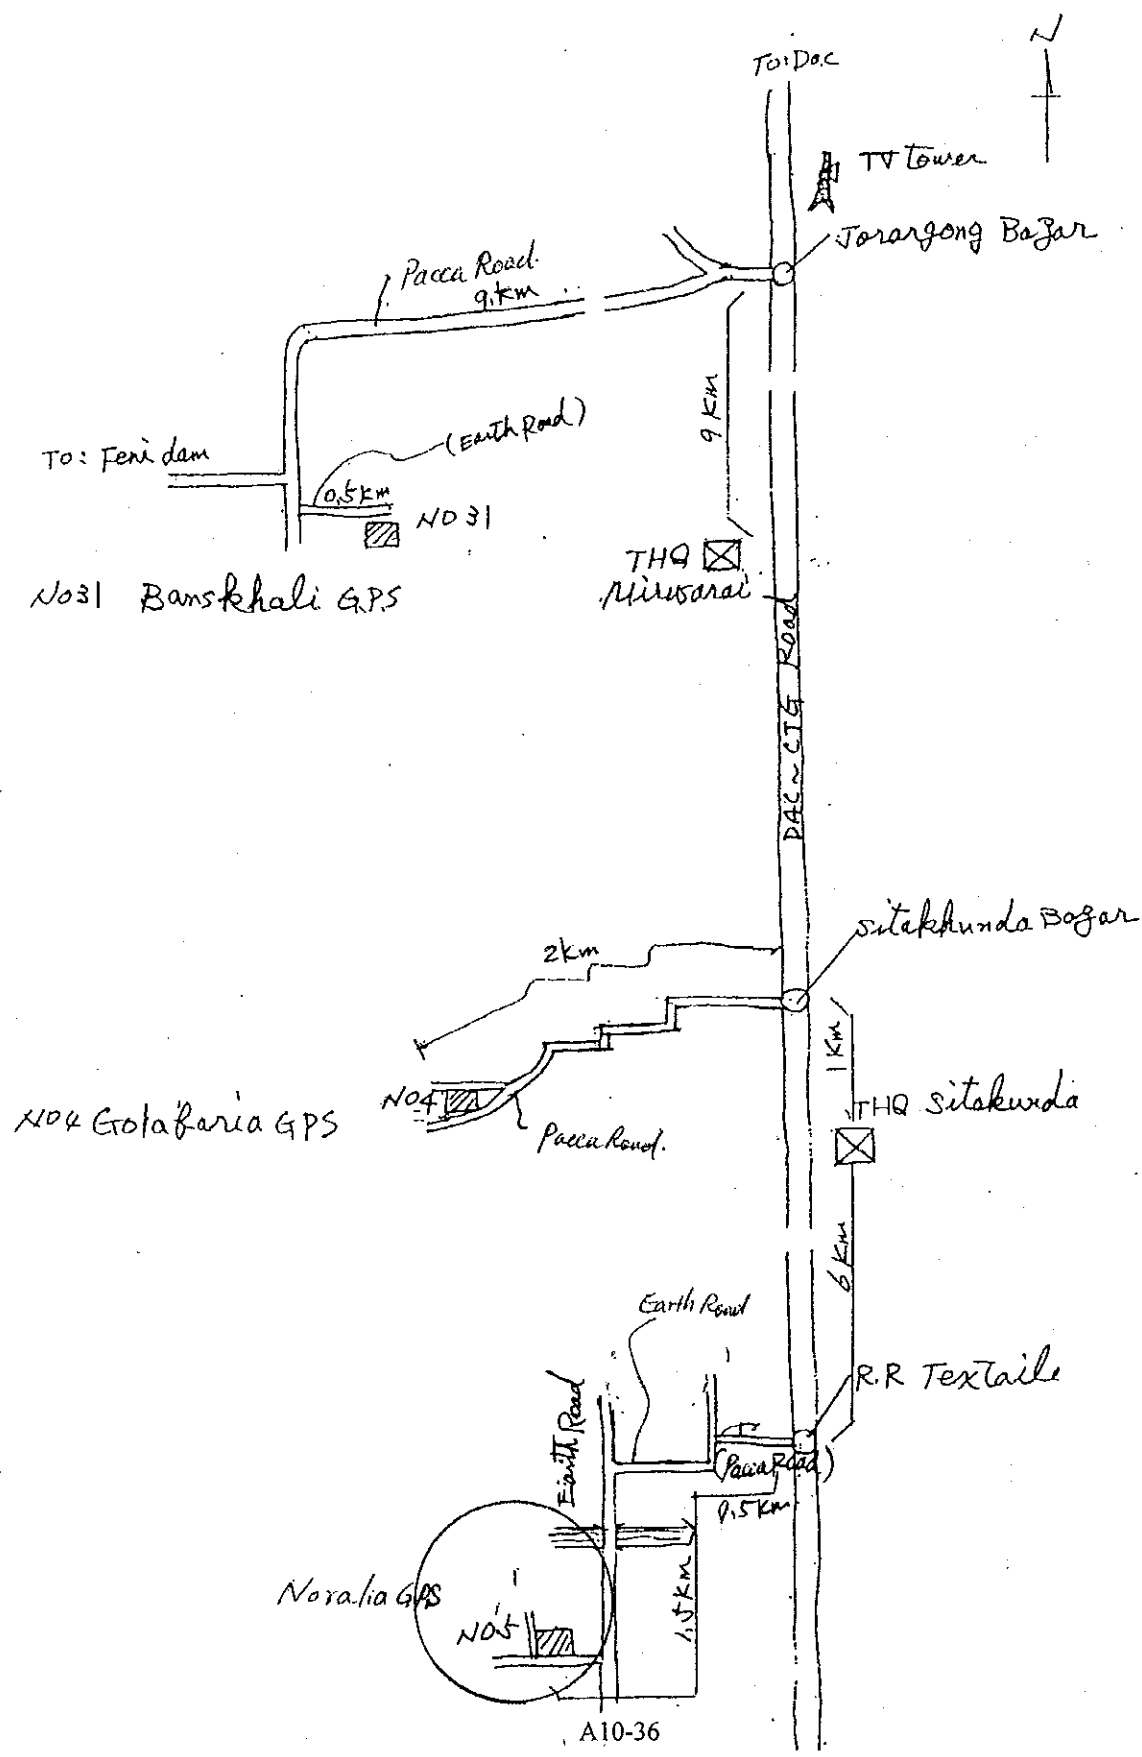 N
To: Dac
TV tower
Jorargong Bazar
Pacca Road.
9.km
9 km
(Earth Road)
To: Feni dam
0.5 km
NO 31
THQ
Mirwarai
NO31 Banskhali G.P.S
DAC ~ CTG ROAD
Sitakhunda Bazar
2 km
1 Km
THQ Sitakunda
NO4
NO4 Golabaria GPS
Pacca Road.
6 Km
Earth Road
R.R Textaile
Earth Road
(Pacca Road)
0.5 km
1.5 km
Noralia GPS
NO5
A10-36